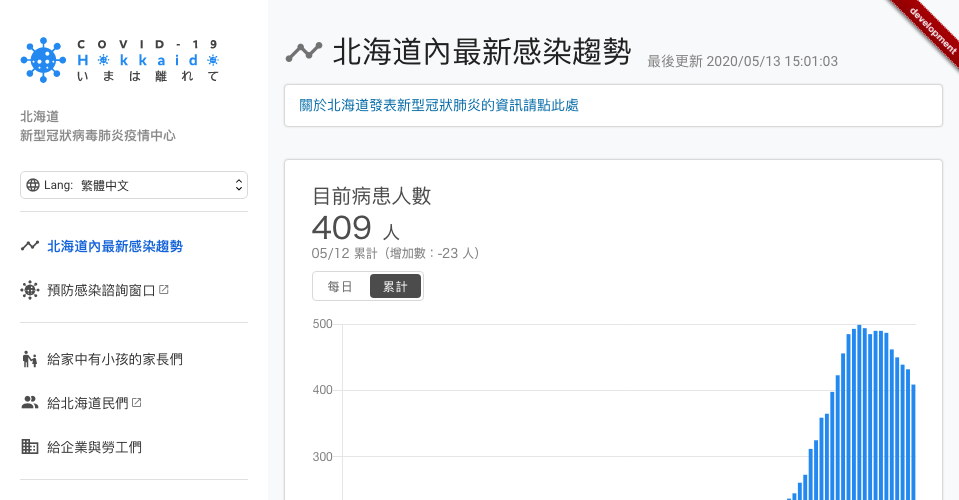 COVID-19
Hokkaido
いまは離れて
北海道
新型冠狀病毒肺炎疫情中心
Lang: 繁體中文
北海道內最新感染趨勢
預防感染諮詢窗口
給家中有小孩的家長們
給北海道民們
給企業與勞工們
development
北海道內最新感染趨勢
最後更新 2020/05/13 15:01:03
關於北海道發表新型冠狀肺炎的資訊請點此處
目前病患人數
409 人
05/12 累計（增加數：-23 人）
每日
累計
500
400
300